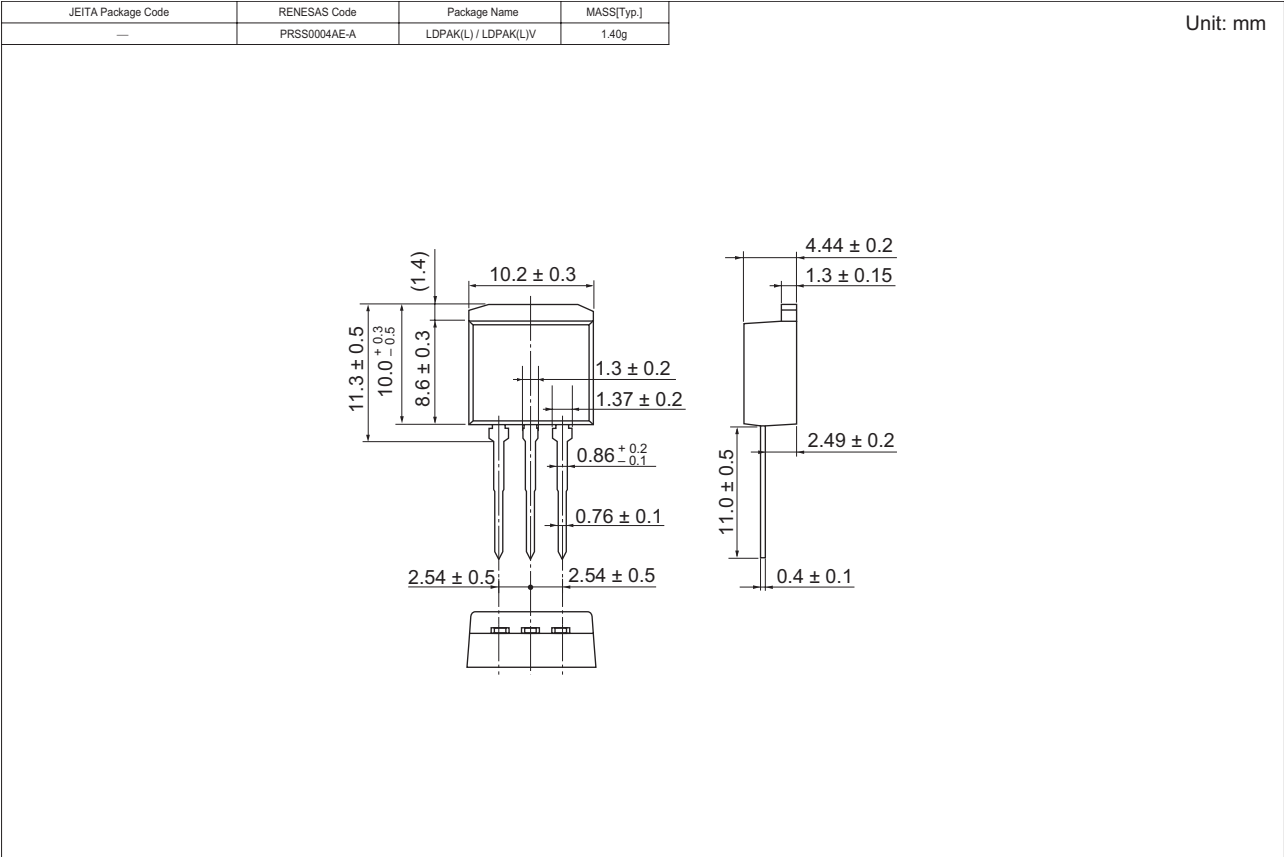 JEITA Package Code RENESAS Code Package Name MASS[Typ.]
— PRSS0004AE-A LDPAK(L) / LDPAK(L)V 1.40g
Unit: mm
4.44 ± 0.2
(1.4)
10.2 ± 0.3
1.3 ± 0.15
11.3 ± 0.5
10.0 + 0.3 – 0.5
8.6 ± 0.3
1.3 ± 0.2
1.37 ± 0.2
2.49 ± 0.2
0.86 + 0.2 – 0.1
11.0 ± 0.5
0.76 ± 0.1
2.54 ± 0.5 2.54 ± 0.5
0.4 ± 0.1